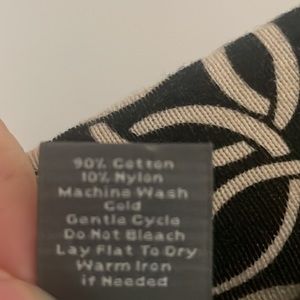 90% Cotton
10% Nylon
Machine Wash
Cold
Gentle Cycle
Do Not Bleach
Lay Flat To Dry
Warm Iron
if Needed